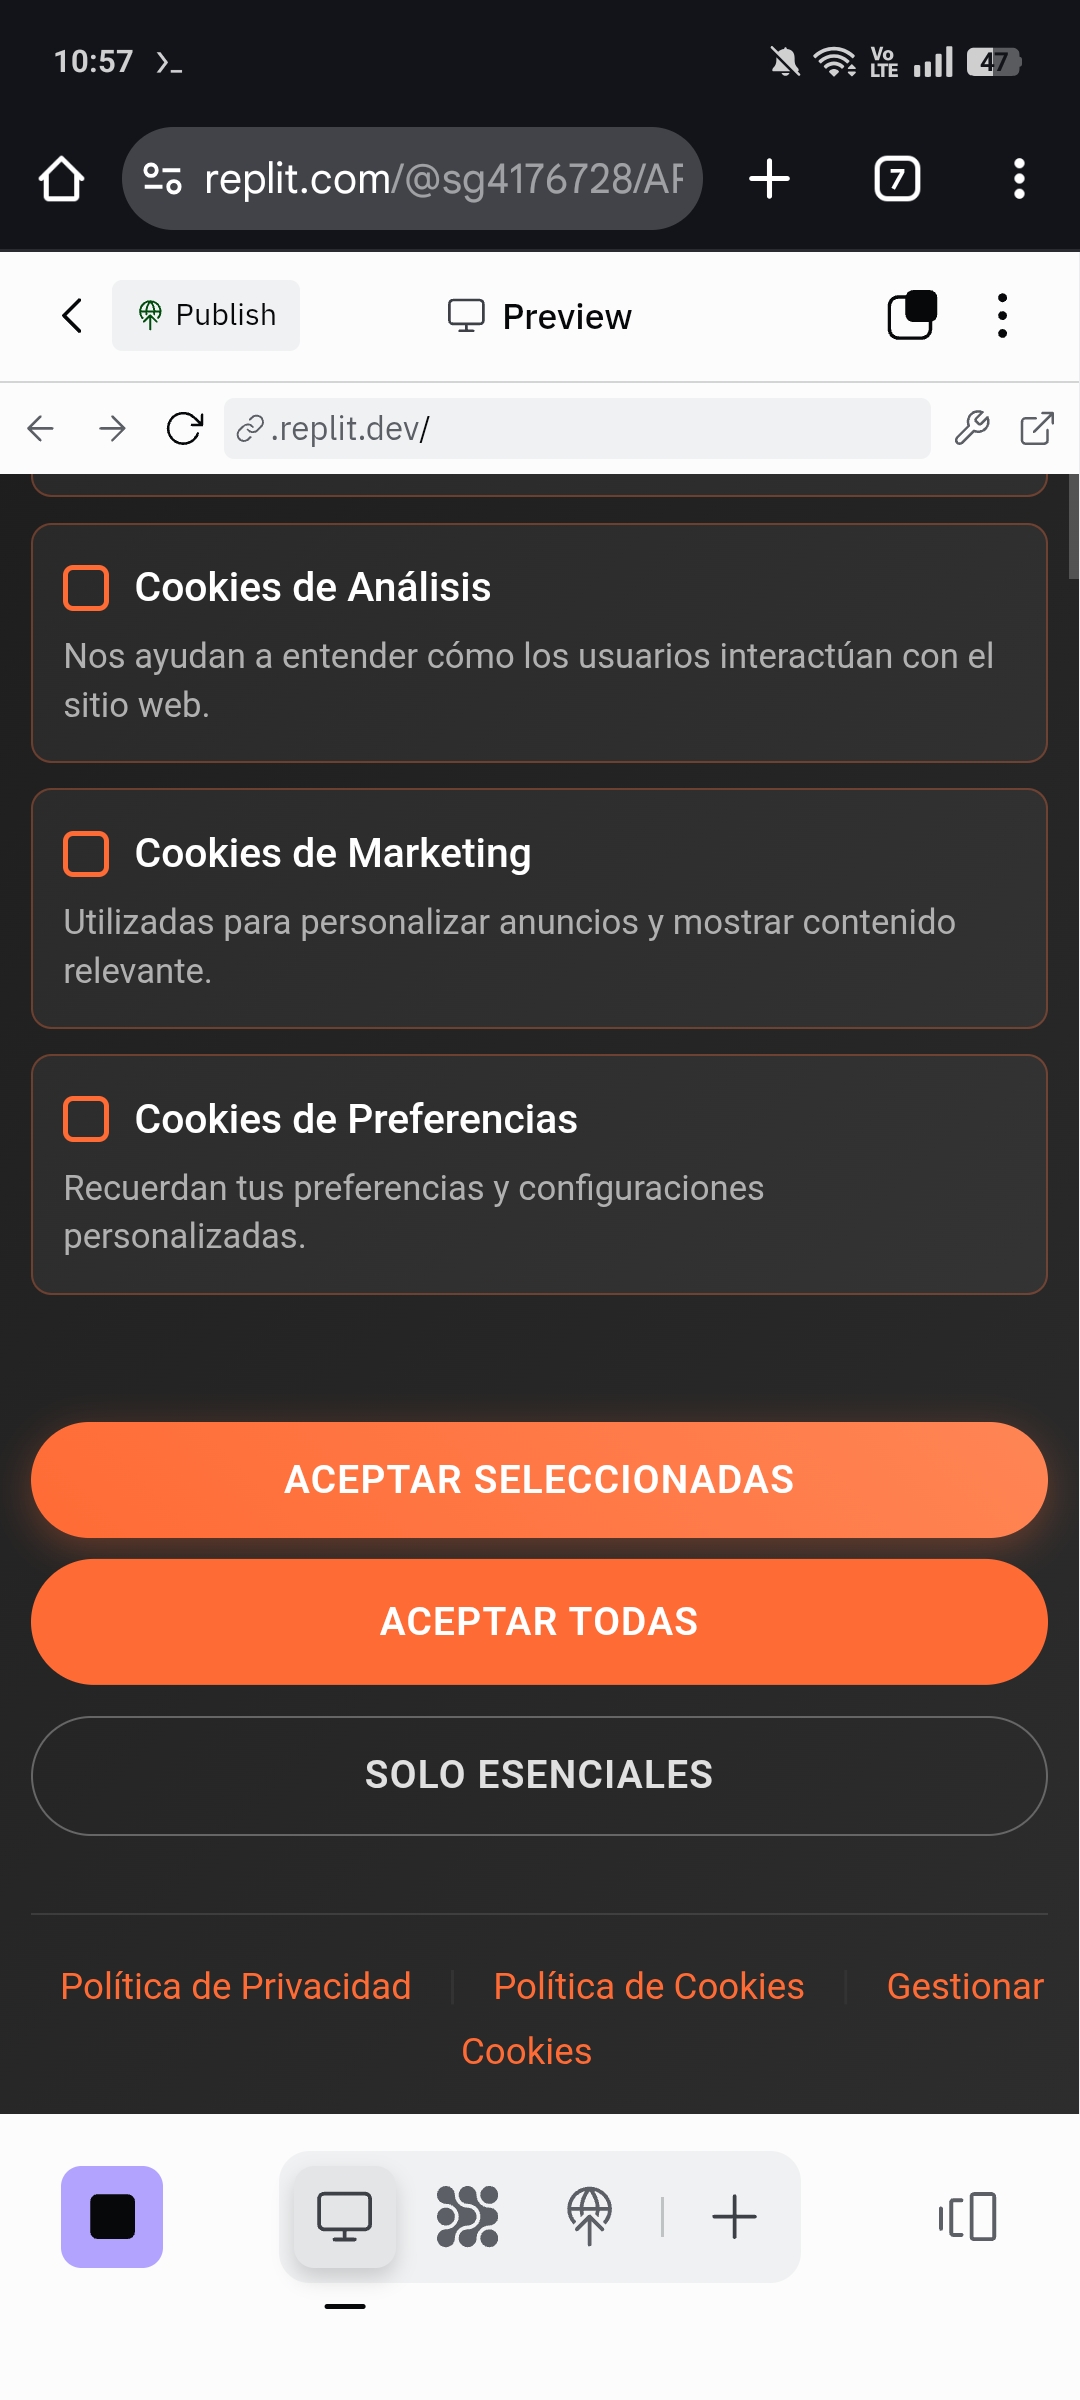 10:57
Vo
LTE
47
replit.com/@sg4176728/AF
7
Publish
Preview
.replit.dev/
Cookies de Análisis
Nos ayudan a entender cómo los usuarios interactúan con el
sitio web.
Cookies de Marketing
Utilizadas para personalizar anuncios y mostrar contenido
relevante.
Cookies de Preferencias
Recuerdan tus preferencias y configuraciones
personalizadas.
ACEPTAR SELECCIONADAS
ACEPTAR TODAS
SOLO ESENCIALES
Política de Privacidad
Política de Cookies
Gestionar
Cookies